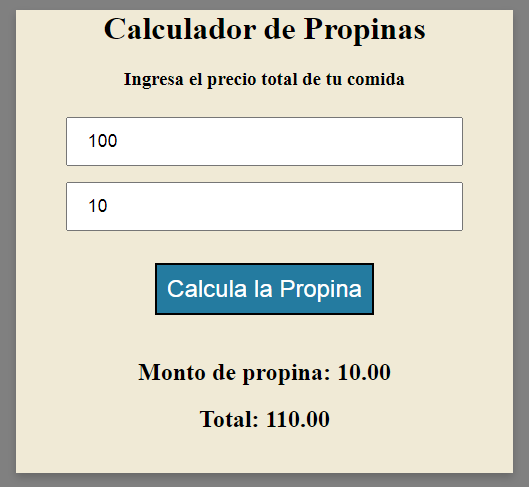 Calculador de Propinas
Ingresa el precio total de tu comida
100
10
Calcula la Propina
Monto de propina: 10.00
Total: 110.00